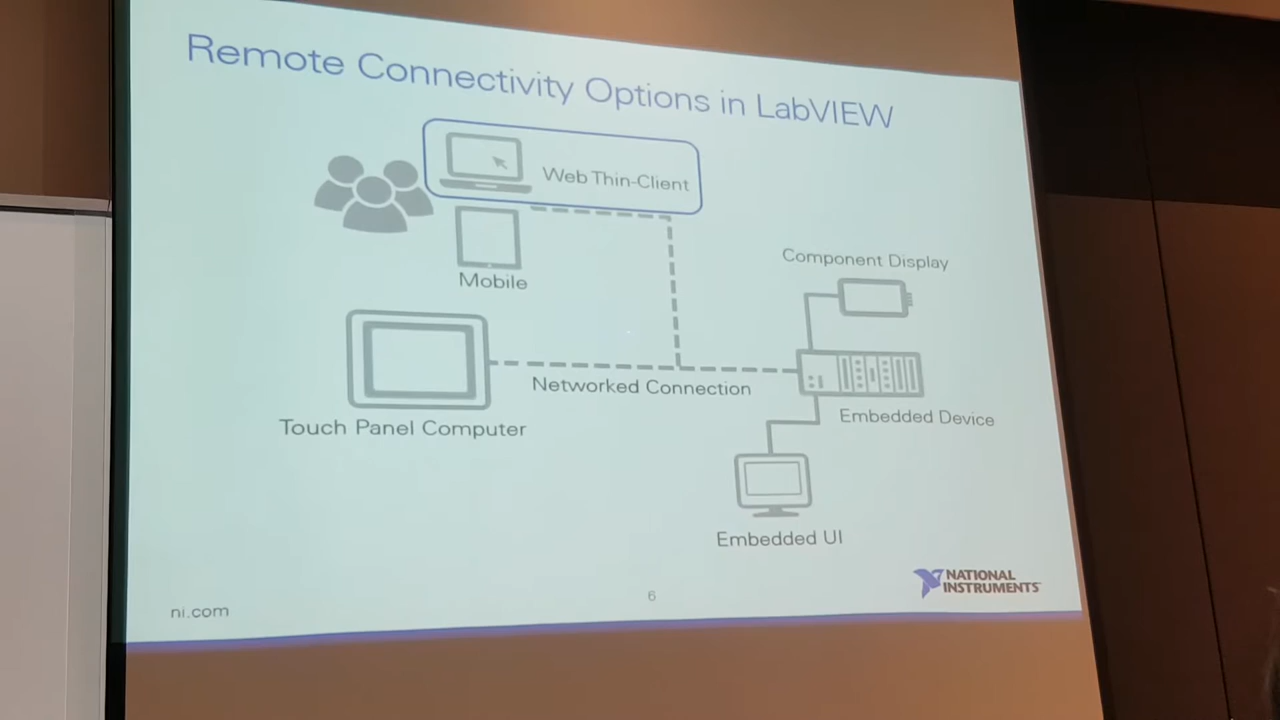 Remote Connectivity Options in LabVIEW
Web Thin-Client
Mobile
Component Display
Networked Connection
Touch Panel Computer
Embedded Device
Embedded UI
NATIONAL
INSTRUMENTS
ni.com
6